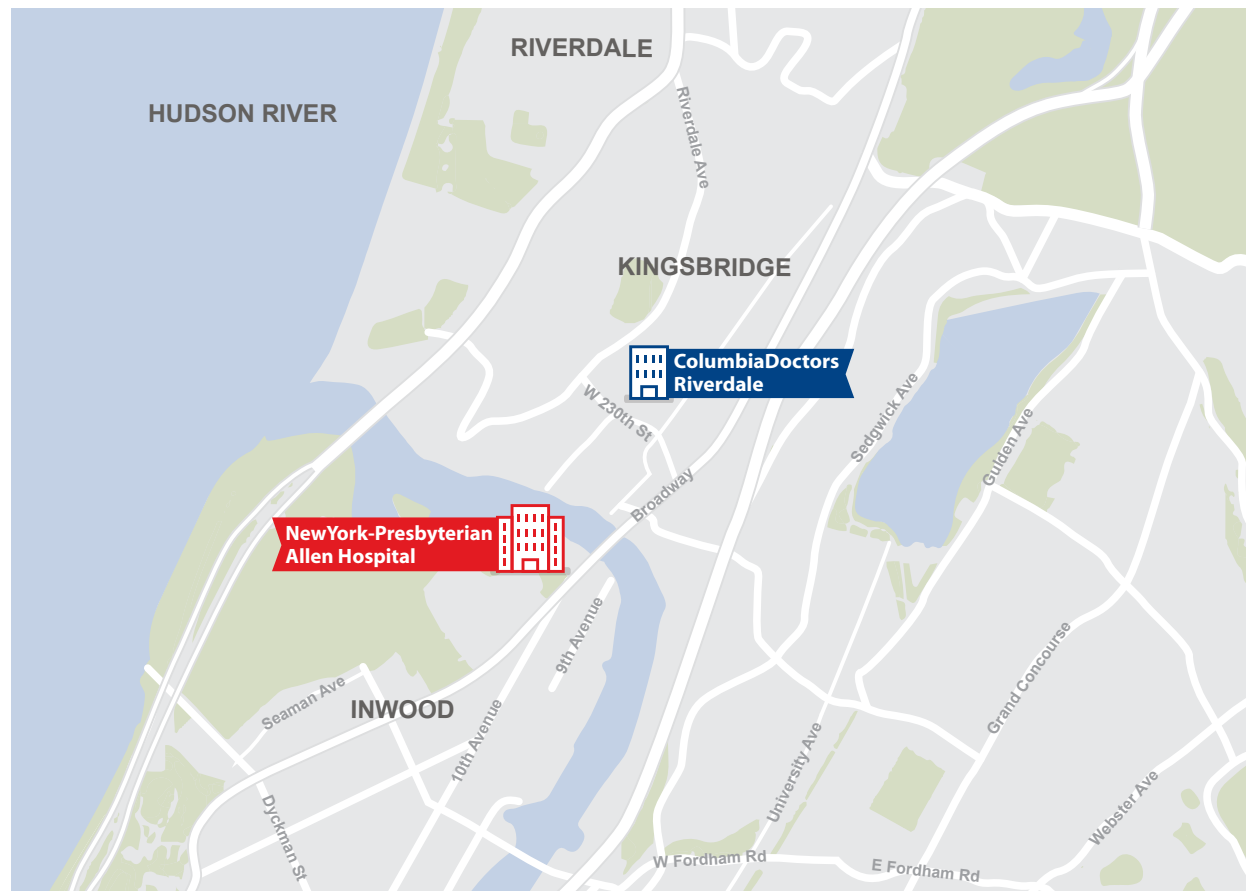 RIVERDALE
HUDSON RIVER
Riverdale Ave
KINGSBRIDGE
ColumbiaDoctors
Riverdale
W 230th St
Sedgwick Ave
Gulden Ave
Broadway
NewYork-Presbyterian
Allen Hospital
9th Avenue
Seaman Ave
INWOOD
Grand Concourse
10th Avenue
University Ave
Dyckman St
Webster Ave
W Fordham Rd
E Fordham Rd